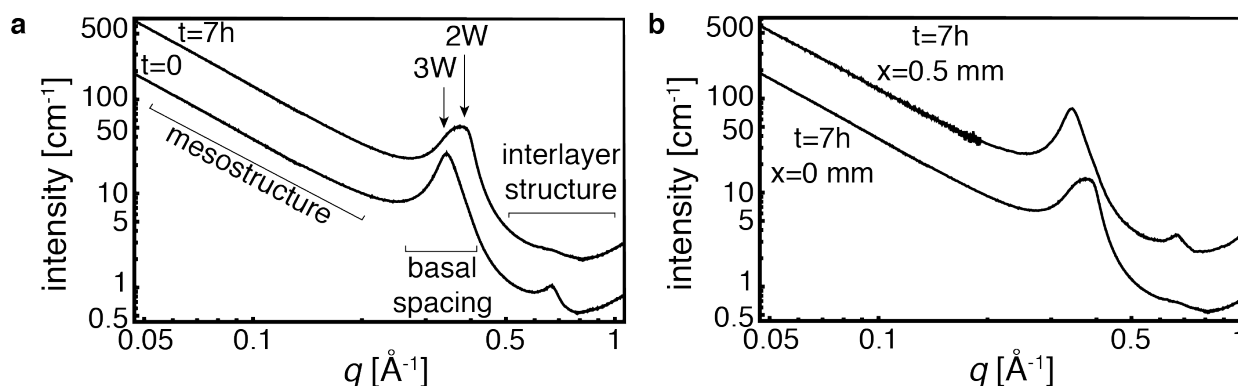 a
500
100
50
10
5
1
0.5
intensity [cm-1]
t=7h
t=0
mesostructure
3W
2W
interlayer
structure
basal
spacing
0.05
0.1
0.5
1
q [Å-1]
b
500
100
50
10
5
1
0.5
intensity [cm-1]
t=7h
x=0.5 mm
t=7h
x=0 mm
0.05
0.1
0.5
1
q [Å-1]